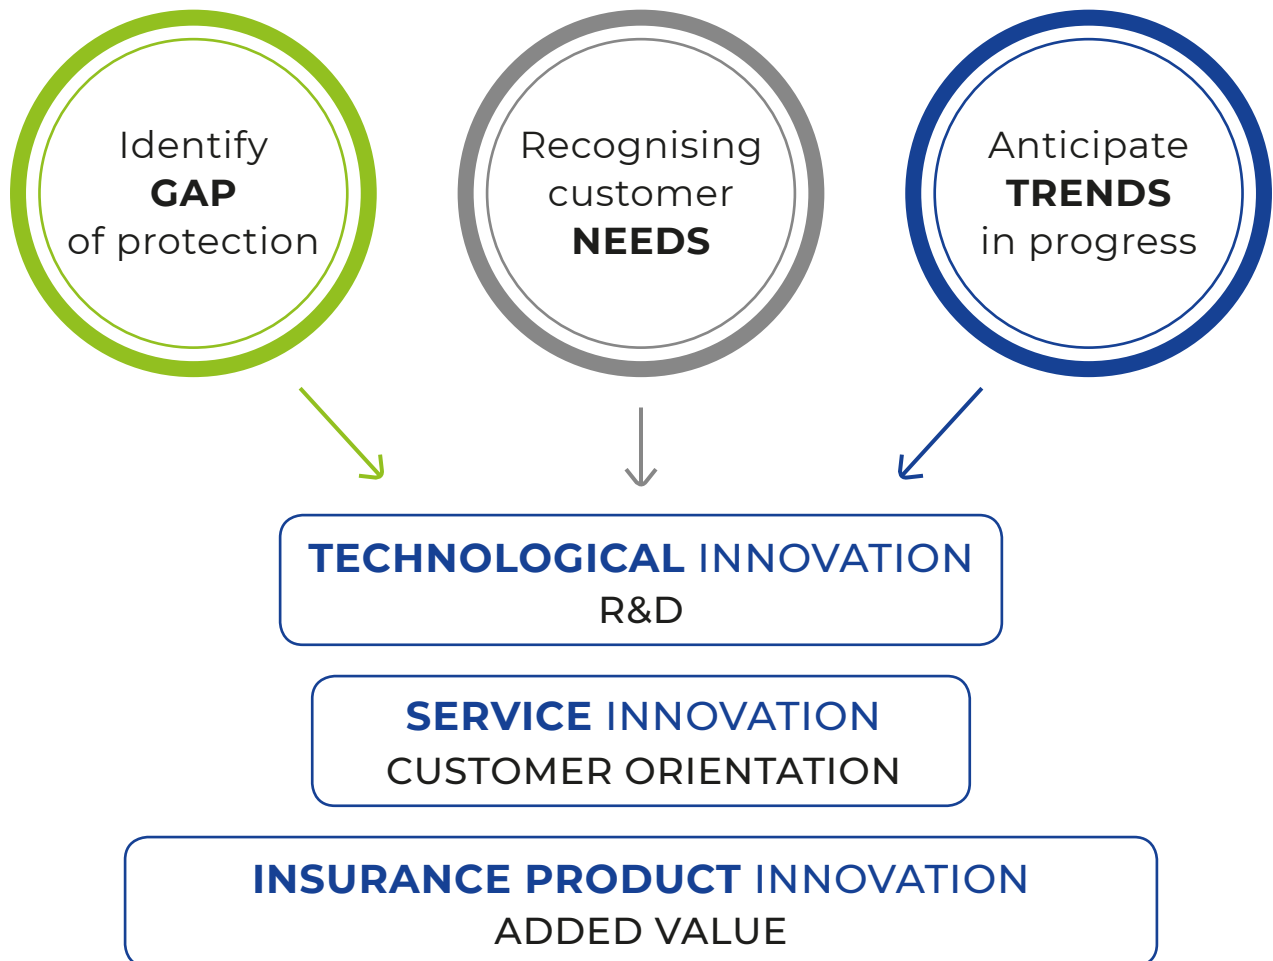 Identify
GAP
of protection
Recognising
customer
NEEDS
Anticipate
TRENDS
in progress
TECHNOLOGICAL INNOVATION
R&D
SERVICE INNOVATION
CUSTOMER ORIENTATION
INSURANCE PRODUCT INNOVATION
ADDED VALUE